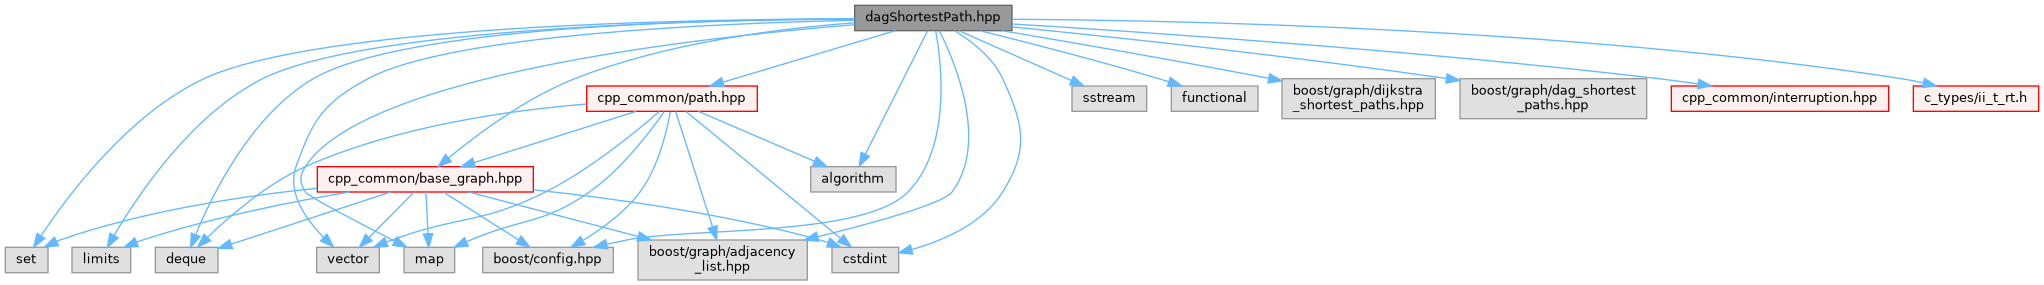 dagShortestPath.hpp
cpp_common/path.hpp
sstream
functional
boost/graph/dijkstra
_shortest_paths.hpp
boost/graph/dag_shortest
_paths.hpp
cpp_common/interruption.hpp
c_types/ii_t_rt.h
cpp_common/base_graph.hpp
algorithm
set
limits
deque
vector
map
boost/config.hpp
boost/graph/adjacency
_list.hpp
cstdint